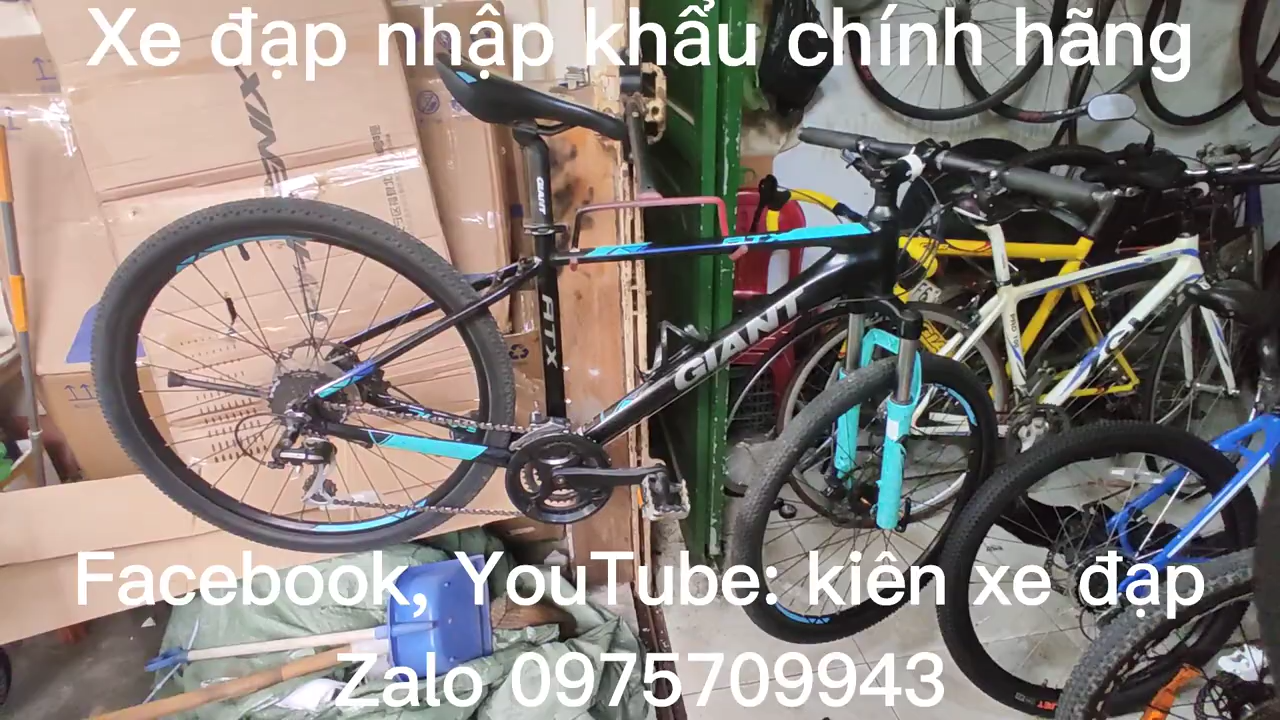 Xe đạp nhập khẩu chính hãng
GIANT
ATX
ATX
GIANT
Facebook, YouTube: kiên xe đạp
Zalo 0975709943